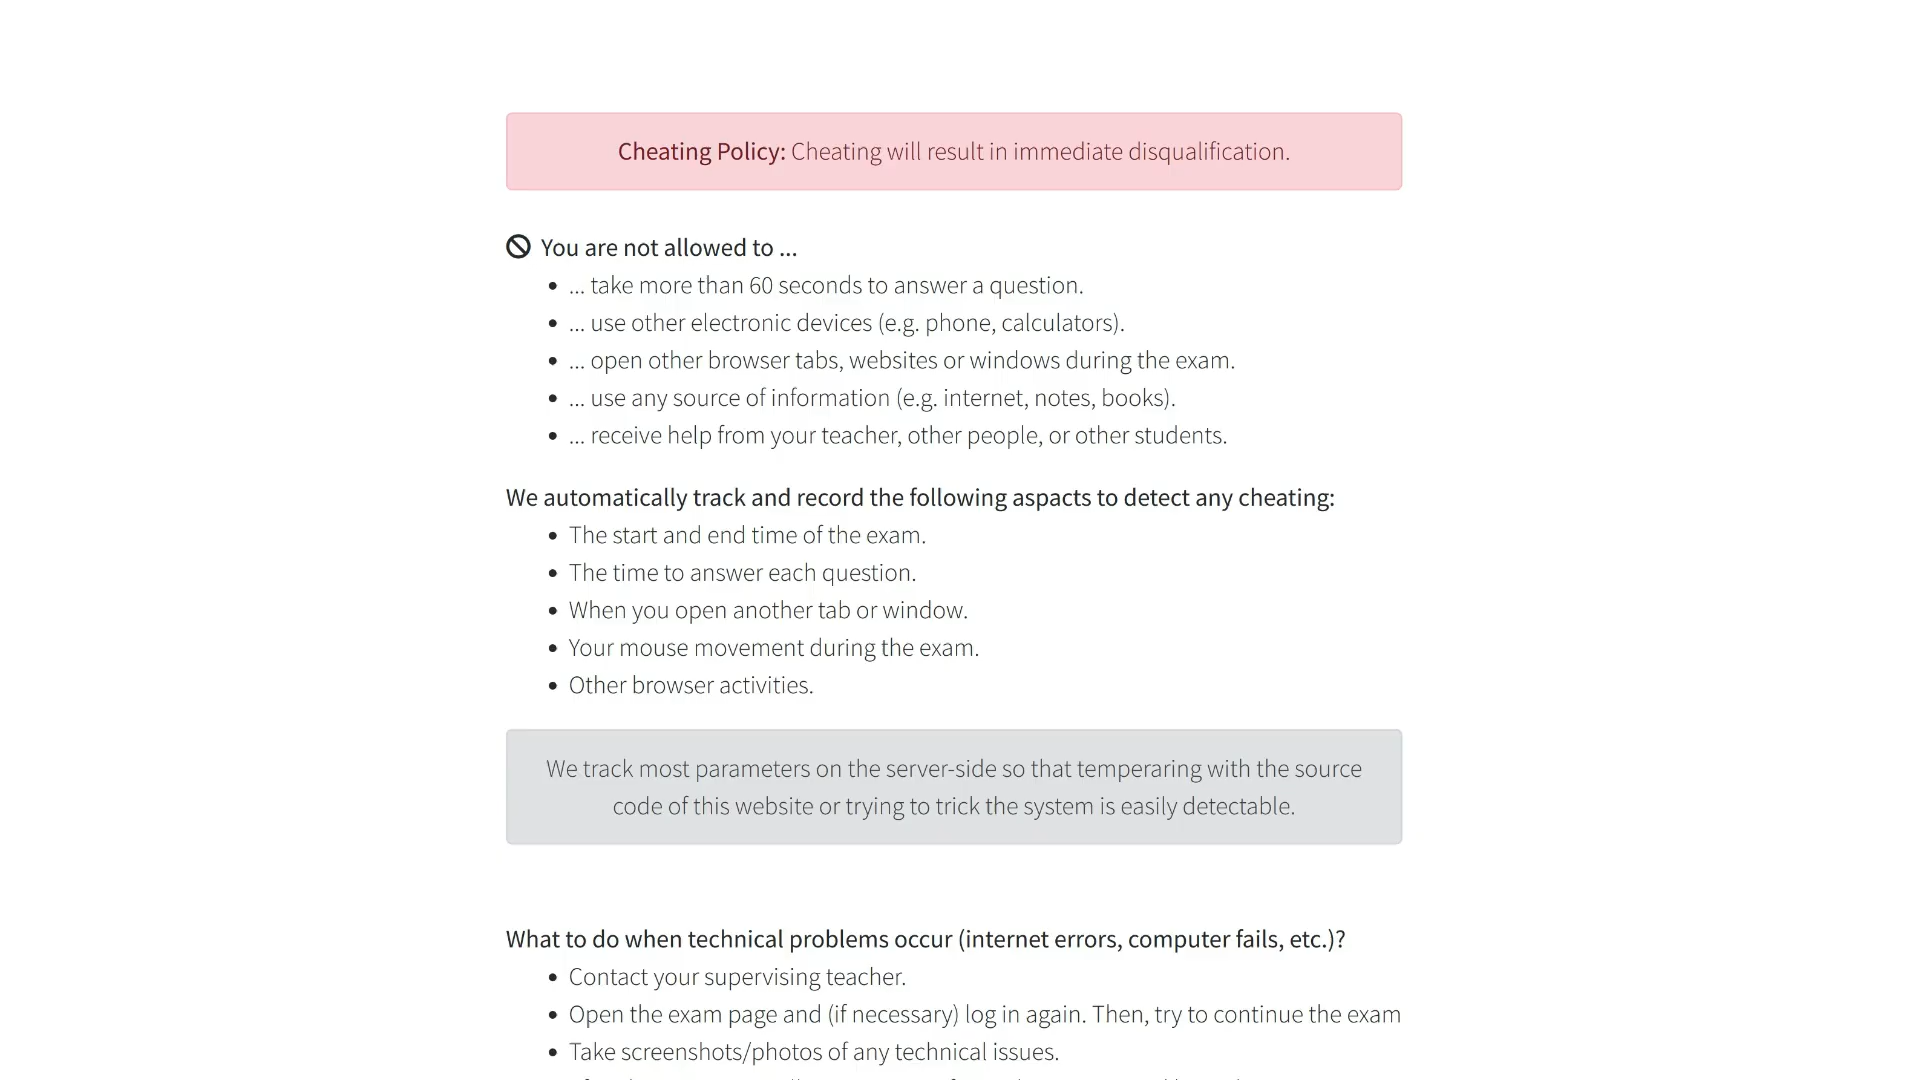 Cheating Policy: Cheating will result in immediate disqualification.
You are not allowed to ...
... take more than 60 seconds to answer a question.
... use other electronic devices (e.g. phone, calculators).
... open other browser tabs, websites or windows during the exam.
... use any source of information (e.g. internet, notes, books).
... receive help from your teacher, other people, or other students.
We automatically track and record the following aspacts to detect any cheating:
The start and end time of the exam.
The time to answer each question.
When you open another tab or window.
Your mouse movement during the exam.
Other browser activities.
We track most parameters on the server-side so that temperaring with the source
code of this website or trying to trick the system is easily detectable.
What to do when technical problems occur (internet errors, computer fails, etc.)?
Contact your supervising teacher.
Open the exam page and (if necessary) log in again. Then, try to continue the exam
Take screenshots/photos of any technical issues.